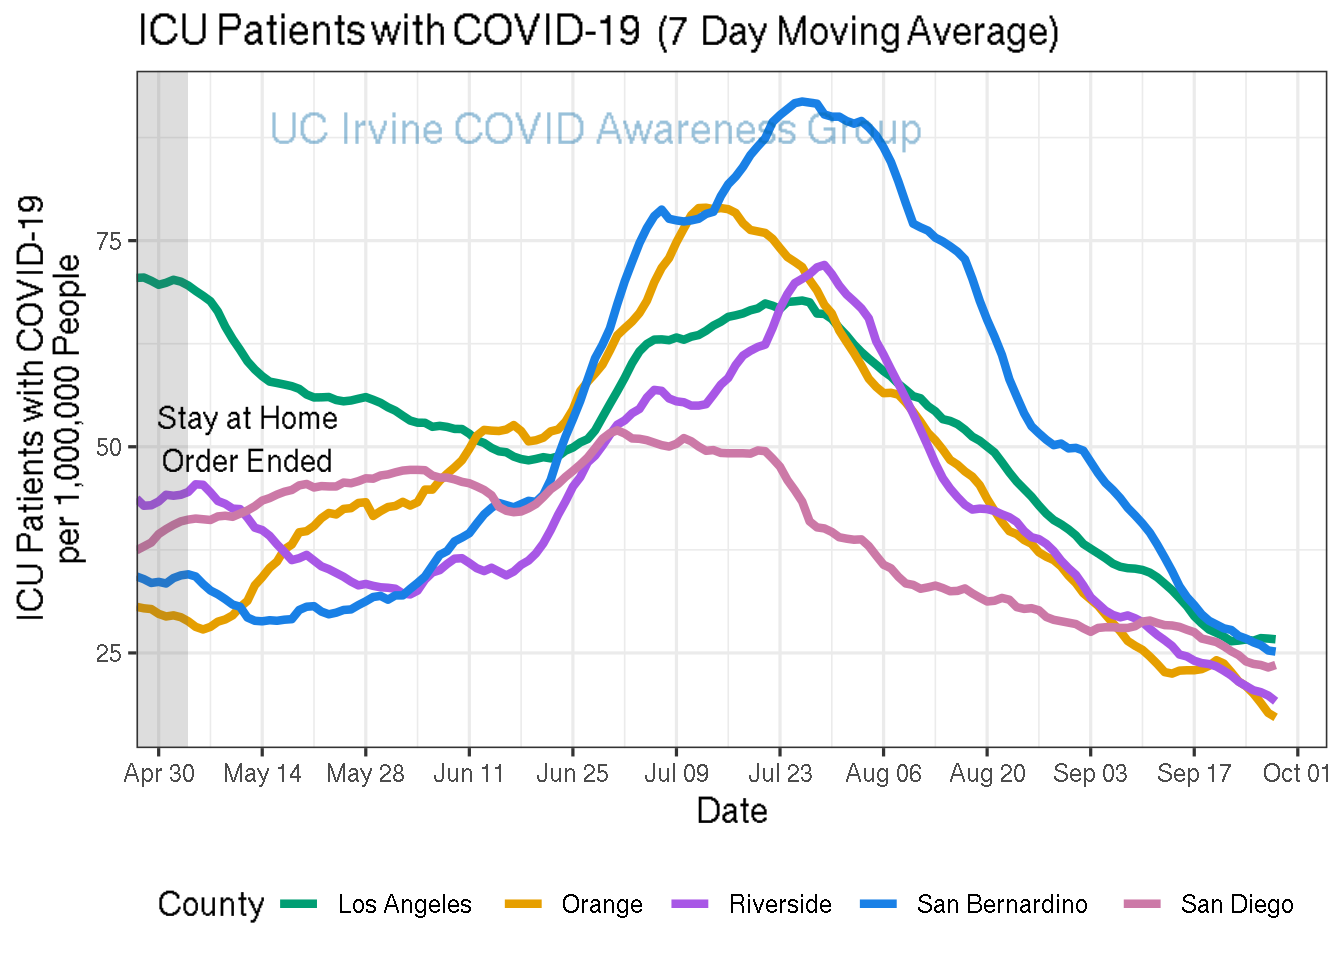 ICU Patients with COVID-19 (7 Day Moving Average)
UC Irvine COVID Awareness Group
ICU Patients with COVID-19
per 1,000,000 People
75
50
25
Stay at Home
Order Ended
Apr 30 May 14 May 28 Jun 11 Jun 25 Jul 09 Jul 23 Aug 06 Aug 20 Sep 03 Sep 17 Oct 01
Date
County Los Angeles Orange Riverside San Bernardino San Diego